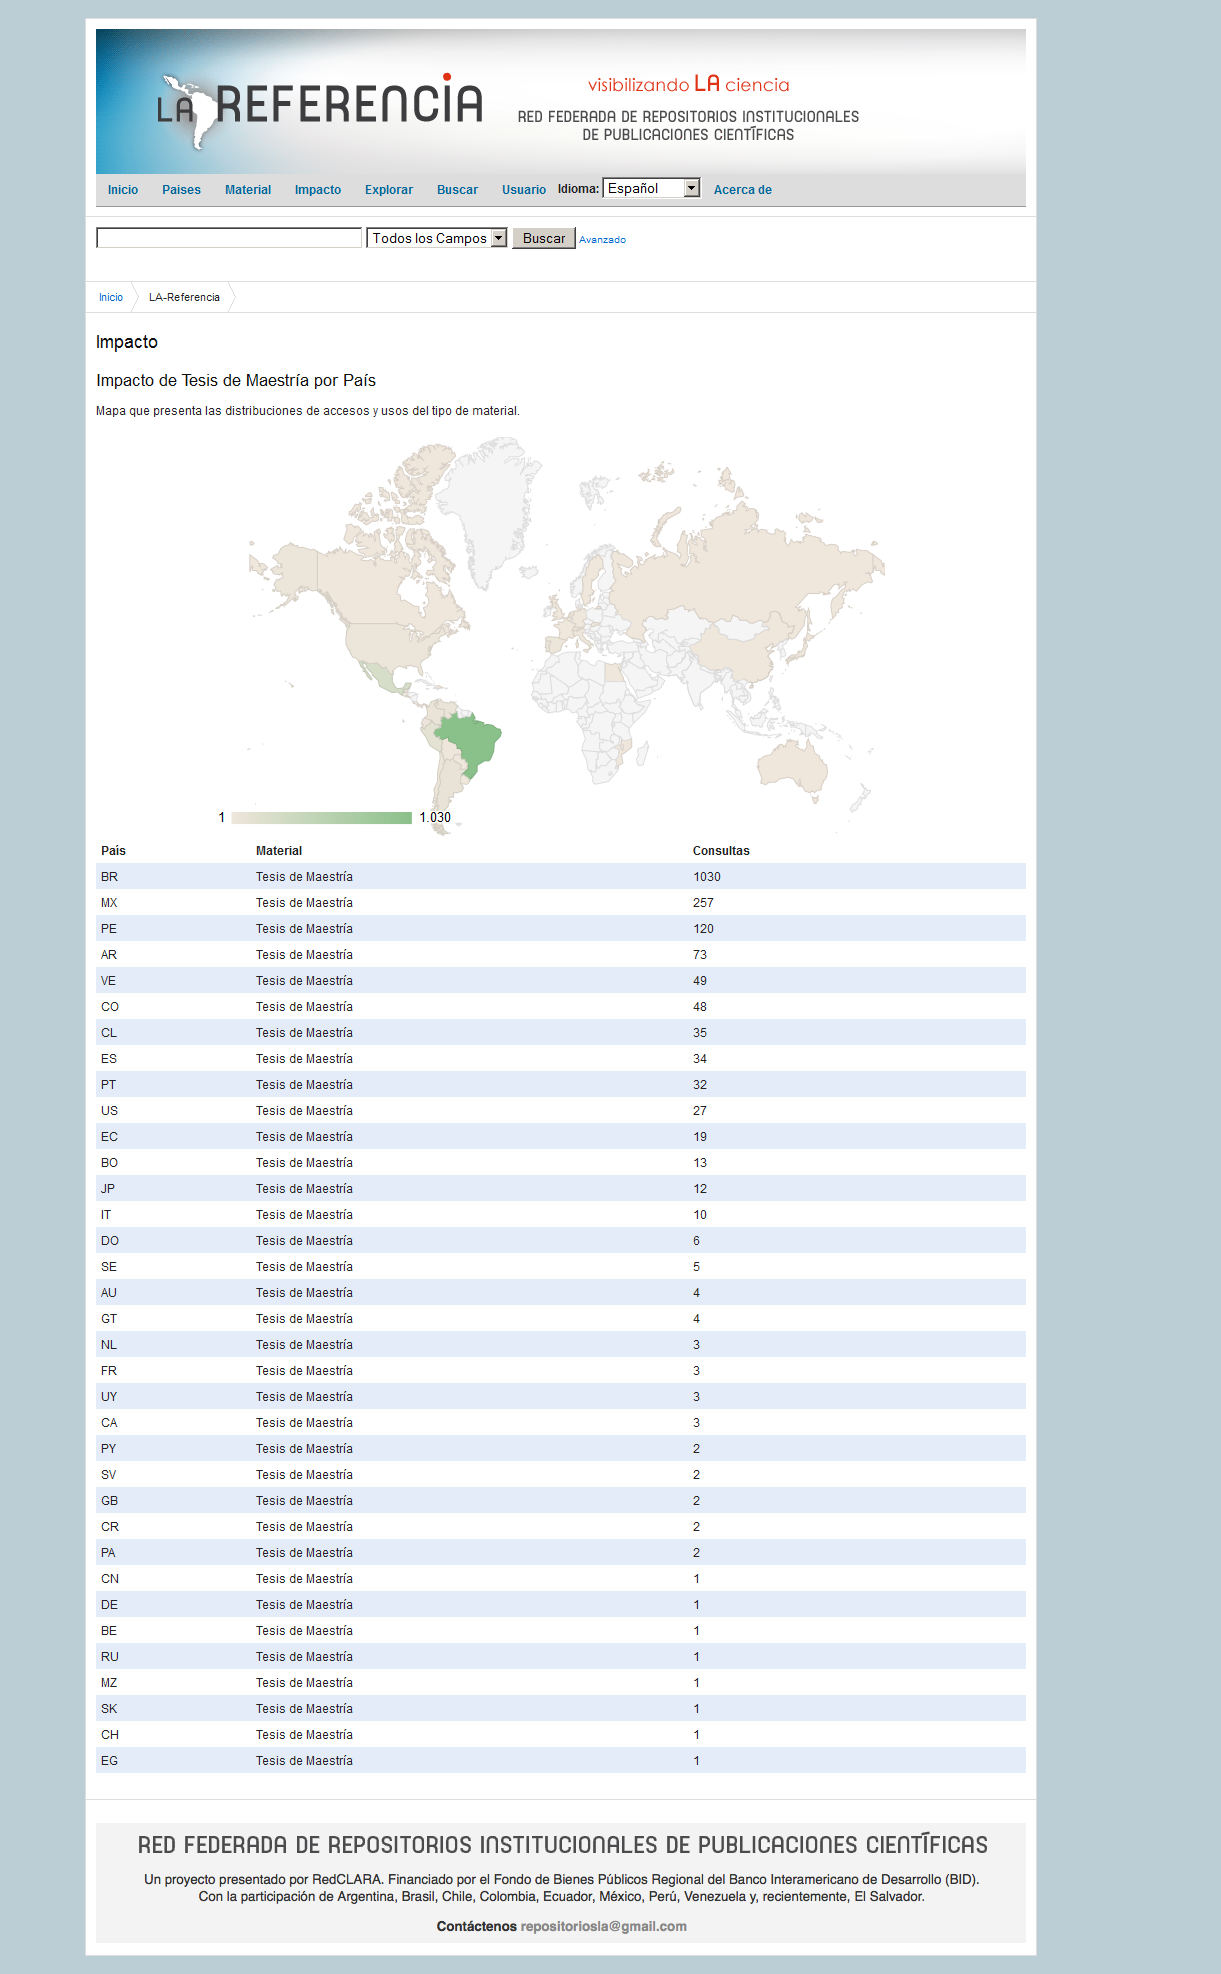 LA REFERENCIA
visibilizando LA ciencia
RED FEDERADA DE REPOSITORIOS INSTITUCIONALES
DE PUBLICACIONES CIENTÍFICAS
Inicio Paises Material Impacto Explorar Buscar Usuario Idioma: Español Acerca de
Todos los Campos Buscar Avanzado
Inicio LA-Referencia
Impacto
Impacto de Tesis de Maestría por País
Mapa que presenta las distribuciones de accesos y usos del tipo de material.
1 1.030
País Material Consultas
BR Tesis de Maestría 1030
MX Tesis de Maestría 257
PE Tesis de Maestría 120
AR Tesis de Maestría 73
VE Tesis de Maestría 49
CO Tesis de Maestría 48
CL Tesis de Maestría 35
ES Tesis de Maestría 34
PT Tesis de Maestría 32
US Tesis de Maestría 27
EC Tesis de Maestría 19
BO Tesis de Maestría 13
JP Tesis de Maestría 12
IT Tesis de Maestría 10
DO Tesis de Maestría 6
SE Tesis de Maestría 5
AU Tesis de Maestría 4
GT Tesis de Maestría 4
NL Tesis de Maestría 3
FR Tesis de Maestría 3
UY Tesis de Maestría 3
CA Tesis de Maestría 3
PY Tesis de Maestría 2
SV Tesis de Maestría 2
GB Tesis de Maestría 2
CR Tesis de Maestría 2
PA Tesis de Maestría 2
CN Tesis de Maestría 1
DE Tesis de Maestría 1
BE Tesis de Maestría 1
RU Tesis de Maestría 1
MZ Tesis de Maestría 1
SK Tesis de Maestría 1
CH Tesis de Maestría 1
EG Tesis de Maestría 1
RED FEDERADA DE REPOSITORIOS INSTITUCIONALES DE PUBLICACIONES CIENTÍFICAS
Un proyecto presentado por RedCLARA. Financiado por el Fondo de Bienes Públicos Regional del Banco Interamericano de Desarrollo (BID).
Con la participación de Argentina, Brasil, Chile, Colombia, Ecuador, México, Perú, Venezuela y, recientemente, El Salvador.
Contáctenos repositoriosla@gmail.com